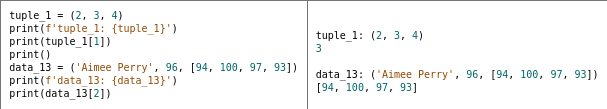 tuple_1 = (2, 3, 4)
print(f'tuple_1: {tuple_1}')
print(tuple_1[1])
print()
data_13 = ('Aimee Perry', 96, [94, 100, 97, 93])
print(f'data_13: {data_13}')
print(data_13[2])
tuple_1: (2, 3, 4)
3
data_13: ('Aimee Perry', 96, [94, 100, 97, 93])
[94, 100, 97, 93]